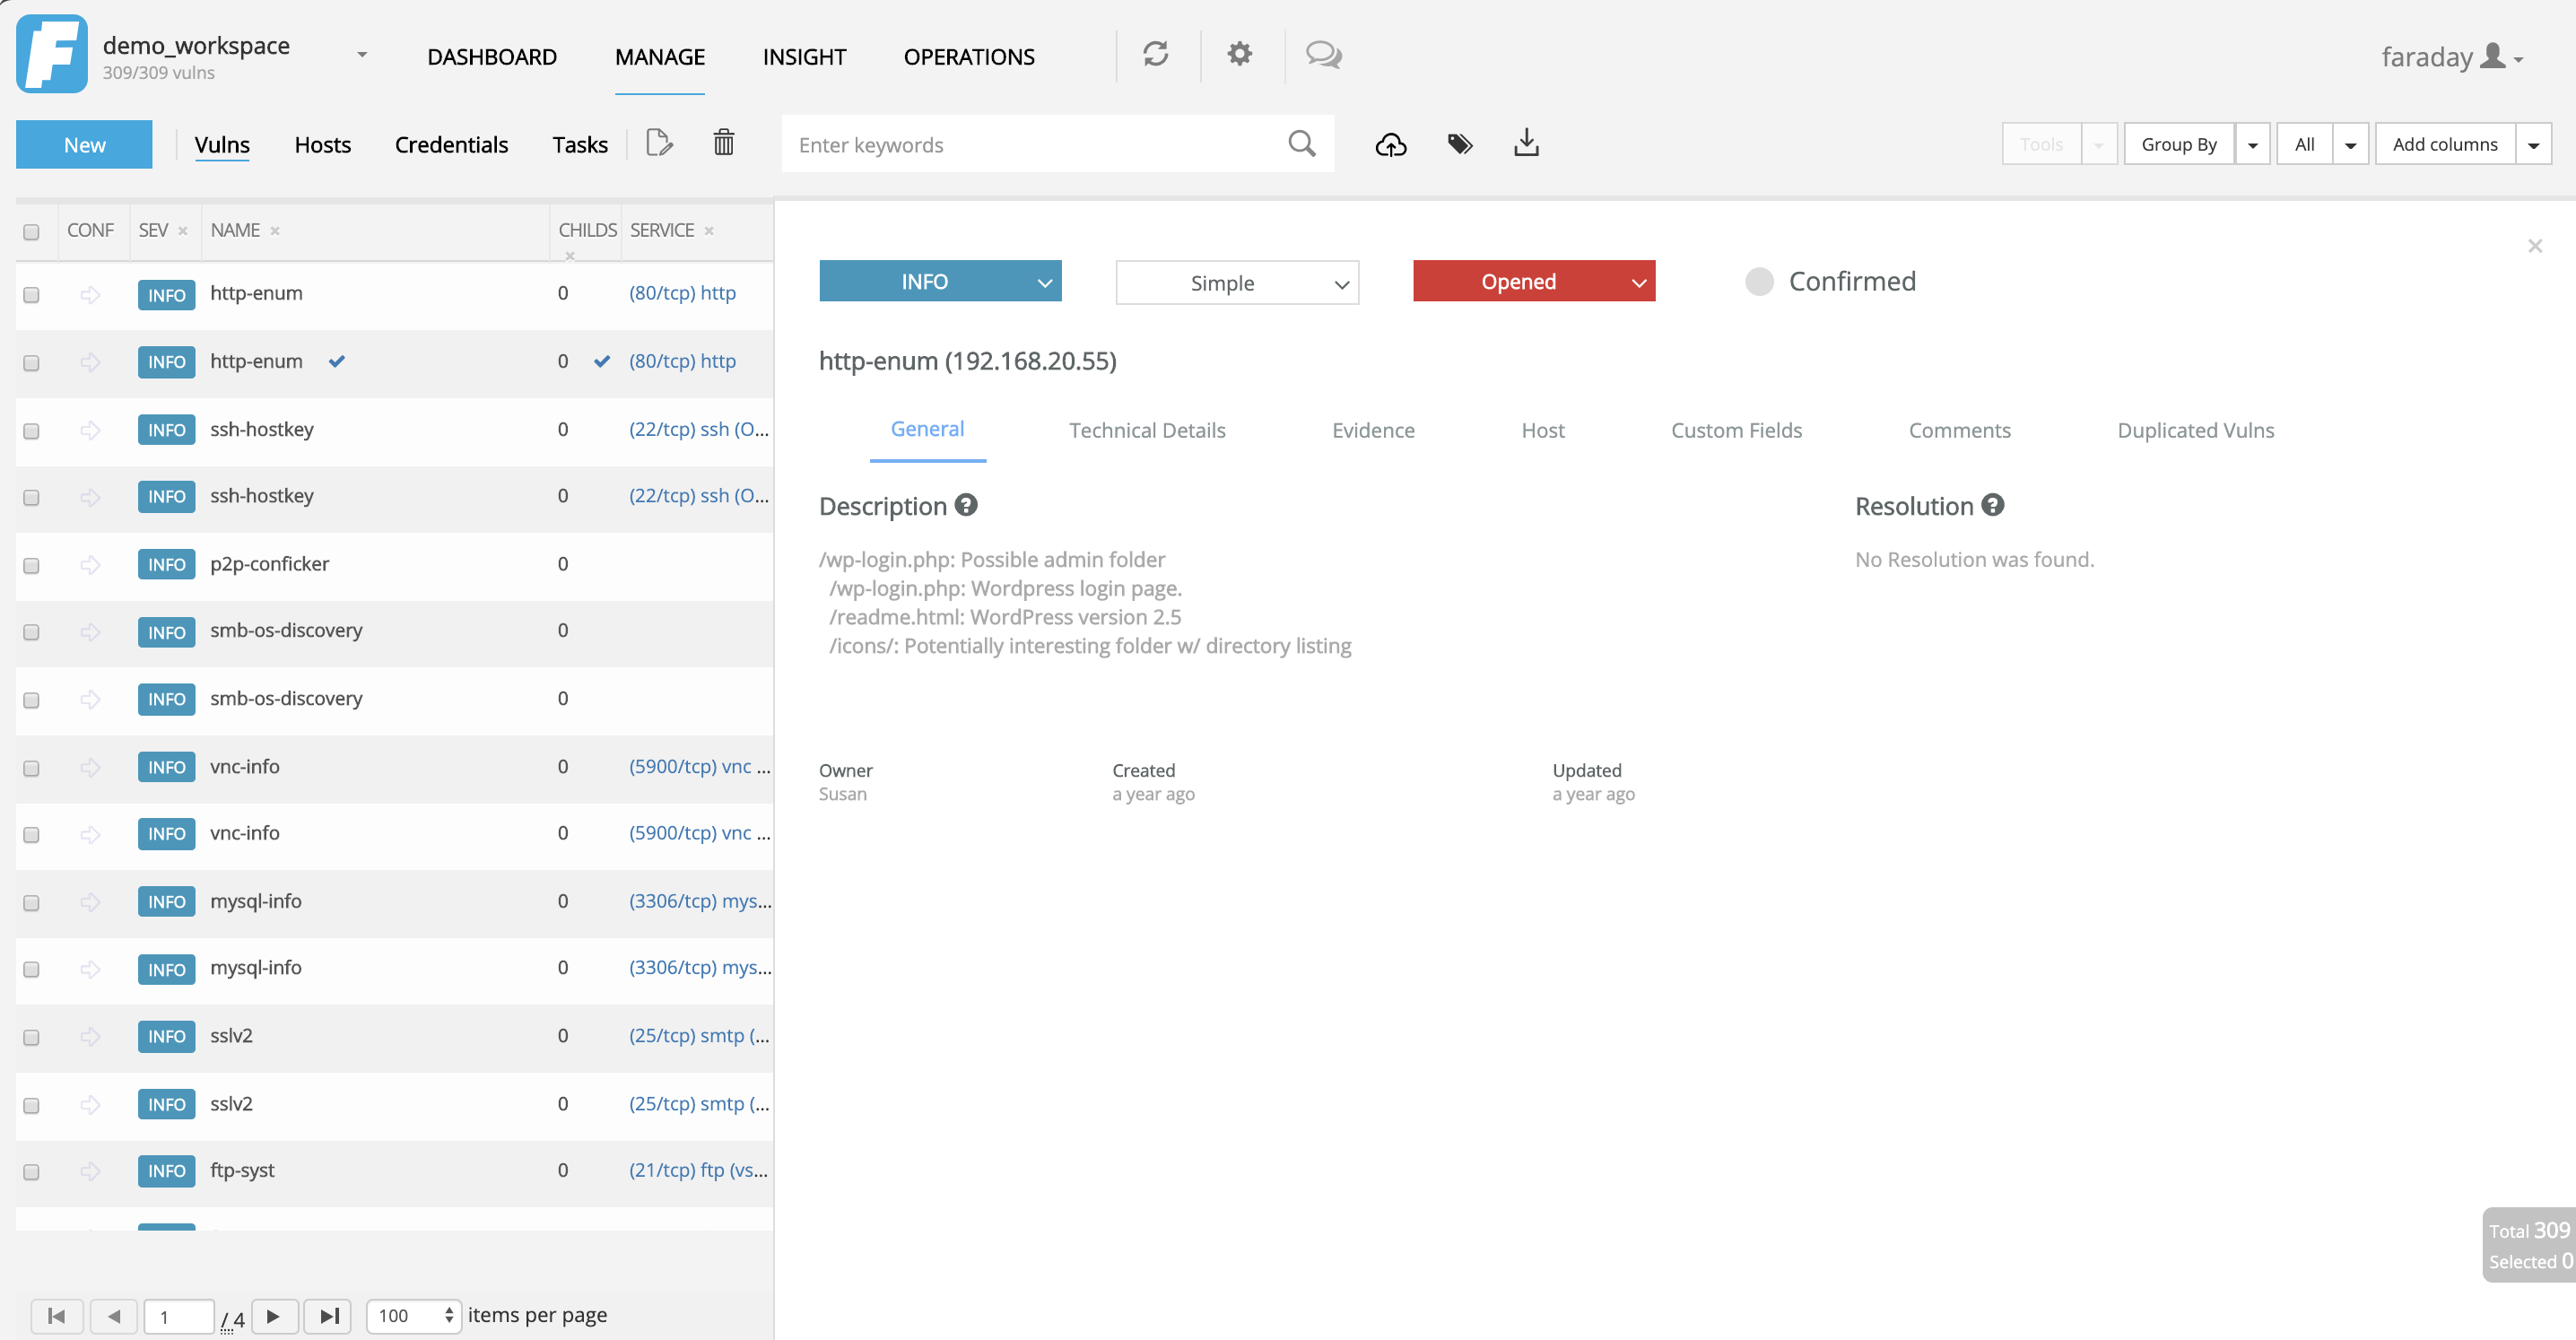 demo_workspace
309/309 vulns
DASHBOARD
MANAGE
INSIGHT
OPERATIONS
faraday
New
Vulns
Hosts
Credentials
Tasks
Enter keywords
Tools
Group By
All
Add columns
CONF SEV × NAME × CHILDS × SERVICE ×
INFO http-enum 0 (80/tcp) http
INFO http-enum 0 (80/tcp) http
INFO ssh-hostkey 0 (22/tcp) ssh (O...
INFO ssh-hostkey 0 (22/tcp) ssh (O...
INFO p2p-conficker 0
INFO smb-os-discovery 0
INFO smb-os-discovery 0
INFO vnc-info 0 (5900/tcp) vnc ...
INFO vnc-info 0 (5900/tcp) vnc ...
INFO mysql-info 0 (3306/tcp) mys...
INFO mysql-info 0 (3306/tcp) mys...
INFO sslv2 0 (25/tcp) smtp (...
INFO sslv2 0 (25/tcp) smtp (...
INFO ftp-syst 0 (21/tcp) ftp (vs...
1 / 4
100 items per page
INFO
Simple
Opened
Confirmed
http-enum (192.168.20.55)
General
Technical Details
Evidence
Host
Custom Fields
Comments
Duplicated Vulns
Description ?
/wp-login.php: Possible admin folder
/wp-login.php: Wordpress login page.
/readme.html: WordPress version 2.5
/icons/: Potentially interesting folder w/ directory listing
Resolution ?
No Resolution was found.
Owner
Susan
Created
a year ago
Updated
a year ago
Total 309
Selected 0